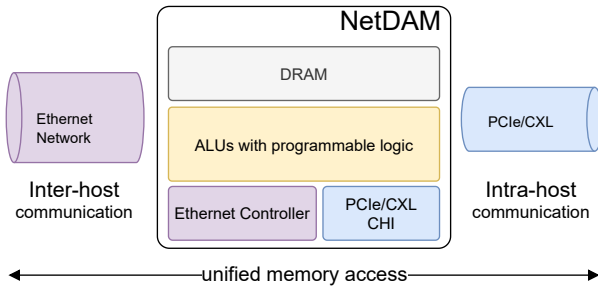 NetDAM
DRAM
Ethernet
Network
ALUs with programmable logic
PCIe/CXL
Inter-host
communication
Ethernet Controller
PCIe/CXL
CHI
Intra-host
communication
unified memory access